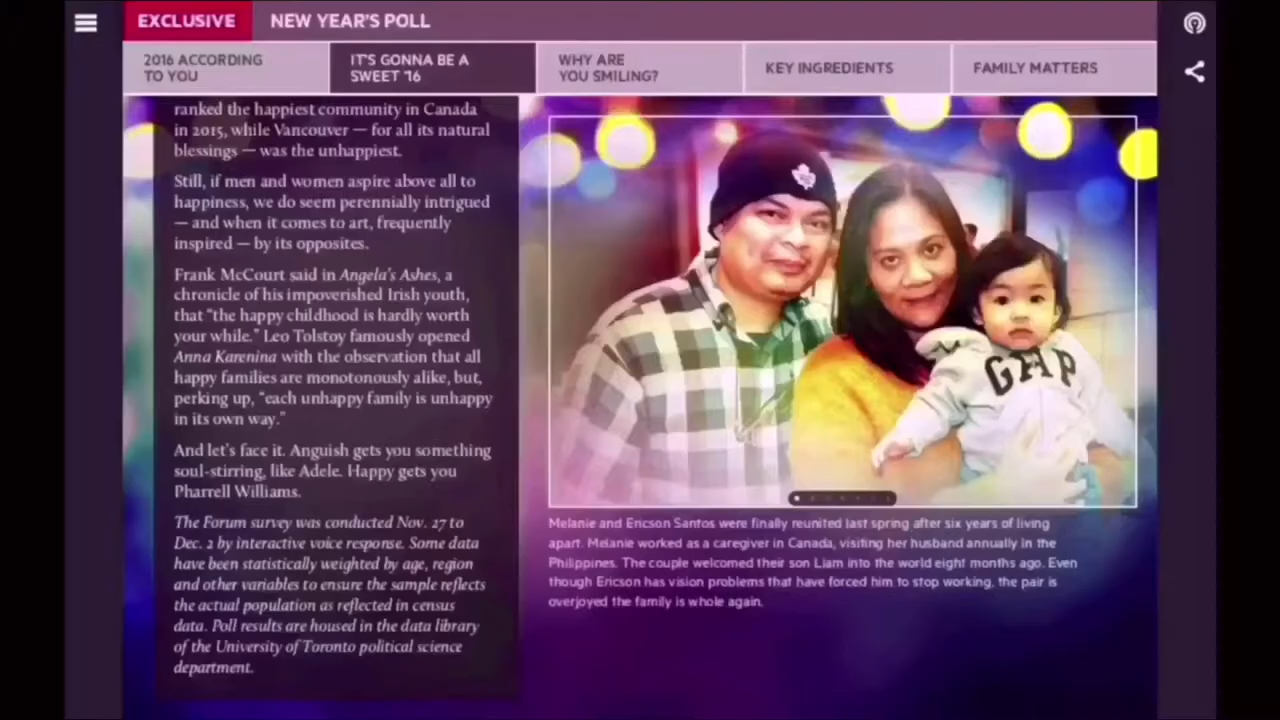 EXCLUSIVE
NEW YEAR'S POLL
2016 ACCORDING
TO YOU
IT'S GONNA BE A
SWEET '16
WHY ARE
YOU SMILING?
KEY INGREDIENTS
FAMILY MATTERS
ranked the happiest community in Canada
in 2015, while Vancouver — for all its natural
blessings — was the unhappiest.
Still, if men and women aspire above all to
happiness, we do seem perennially intrigued
— and when it comes to art, frequently
inspired — by its opposites.
Frank McCourt said in Angela's Ashes, a
chronicle of his impoverished Irish youth,
that “the happy childhood is hardly worth
your while.” Leo Tolstoy famously opened
Anna Karenina with the observation that all
happy families are monotonously alike, but,
perking up, “each unhappy family is unhappy
in its own way.”
And let's face it. Anguish gets you something
soul-stirring, like Adele. Happy gets you
Pharrell Williams.
The Forum survey was conducted Nov. 27 to
Dec. 2 by interactive voice response. Some data
have been statistically weighted by age, region
and other variables to ensure the sample reflects
the actual population as reflected in census
data. Poll results are housed in the data library
of the University of Toronto political science
department.
GAP
Melanie and Ericson Santos were finally reunited last spring after six years of living
apart. Melanie worked as a caregiver in Canada, visiting her husband annually in the
Philippines. The couple welcomed their son Liam into the world eight months ago. Even
though Ericson has vision problems that have forced him to stop working, the pair is
overjoyed the family is whole again.